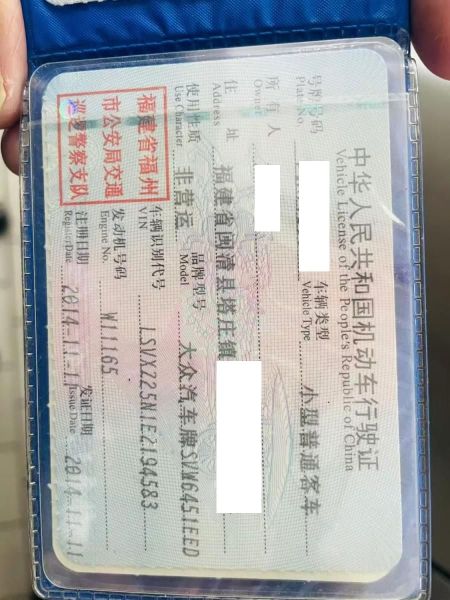 中华人民共和国机动车行驶证
Vehicle License of the People's Republic of China
号牌号码 车辆类型 小型普通客车
Plate No. Vehicle Type
所有人
Owner
住址 福建省闽清县塔庄镇
Address
使用性质 非营运 品牌型号 大众汽车牌SVW6451EED
Use Character Model
福建省福州
市公安局交通
巡逻警察支队
车辆识别代号 LSVXZ25N1E2194583
VIN
发动机号码 W11165
Engine No.
注册日期 2014-11-11 发证日期 2014-11-11
Register Date Issue Date